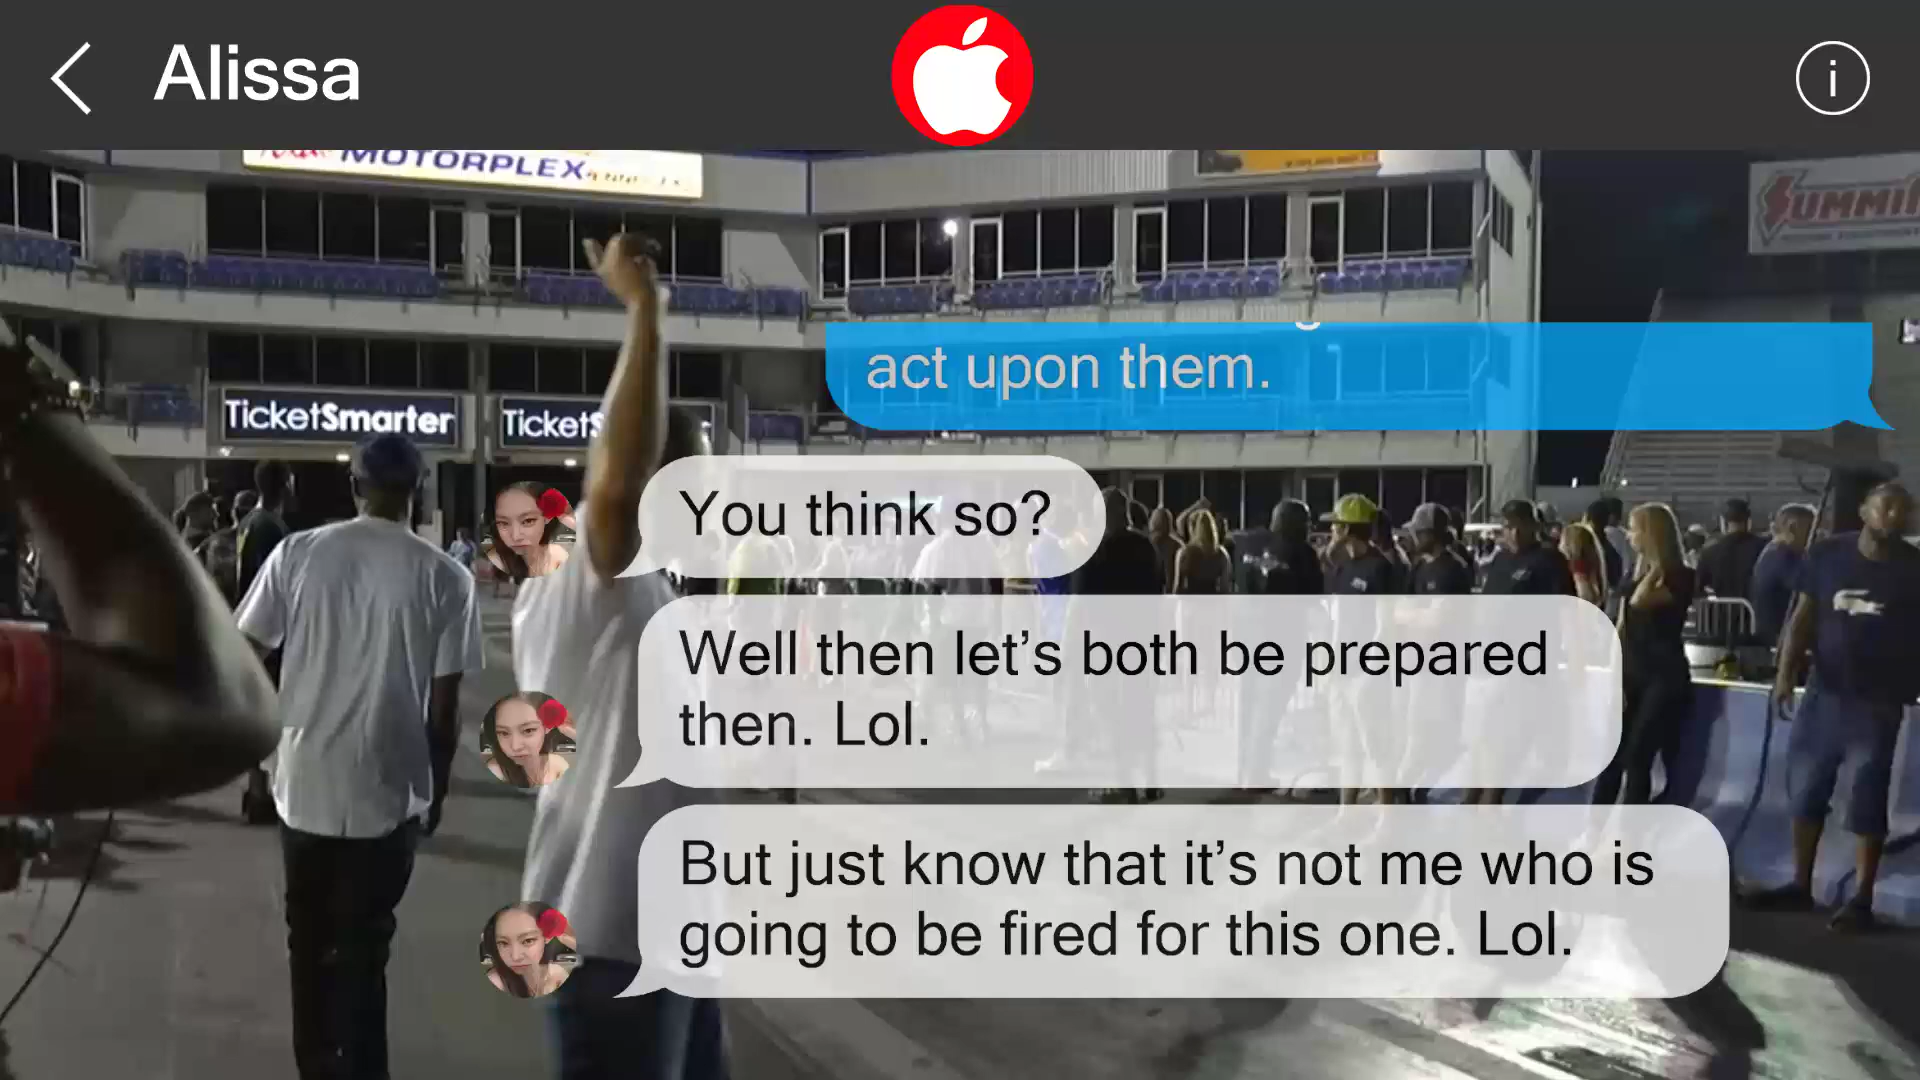 Alissa
MOTORPLEX
act upon them.
TicketSmarter
Tickets
You think so?
Well then let’s both be prepared
then. Lol.
But just know that it’s not me who is
going to be fired for this one. Lol.